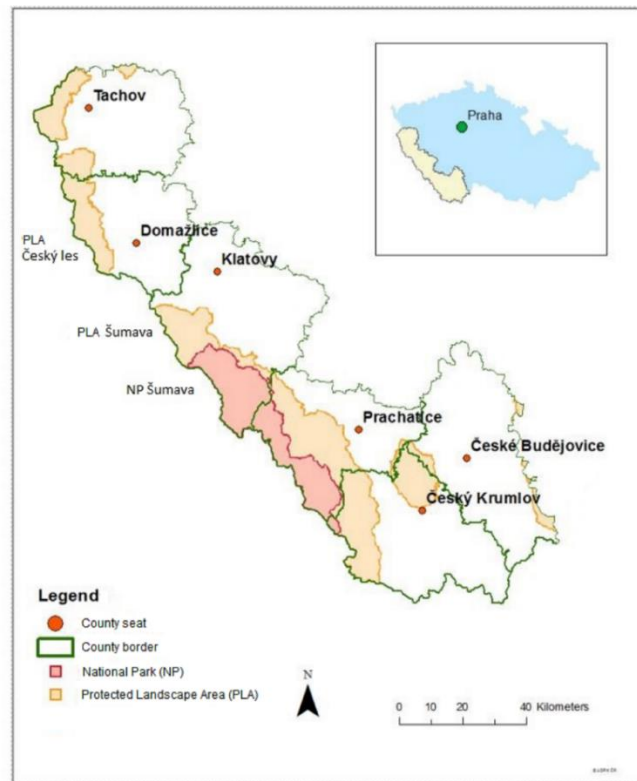 Praha
Tachov
Domažlice
PLA
Český les
Klatovy
PLA Šumava
NP Šumava
Prachatice
České Budějovice
Český Krumlov
Legend
County seat
County border
National Park (NP)
Protected Landscape Area (PLA)
N
0 10 20 40 Kilometers